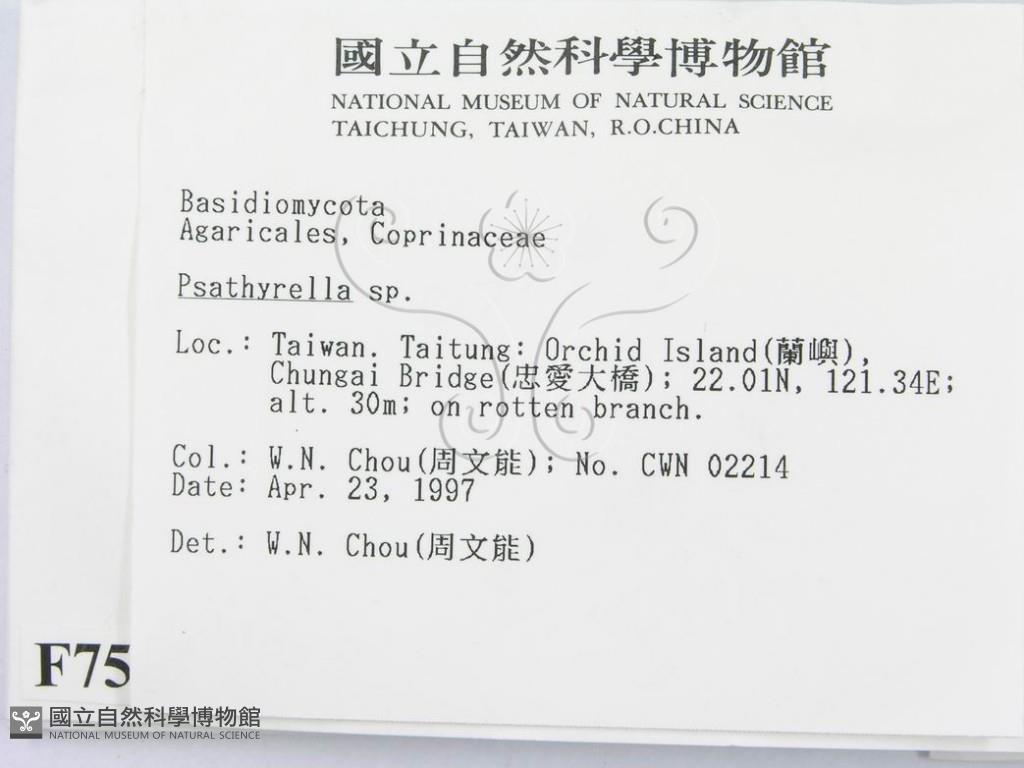 國立自然科學博物館
NATIONAL MUSEUM OF NATURAL SCIENCE
TAICHUNG, TAIWAN, R.O.CHINA
Basidiomycota
Agaricales, Coprinaceae
Psathyrella sp.
Loc.: Taiwan. Taitung: Orchid Island(蘭嶼),
Chungai Bridge(忠愛大橋); 22.01N, 121.34E;
alt. 30m; on rotten branch.
Col.: W.N. Chou(周文能); No. CWN 02214
Date: Apr. 23, 1997
Det.: W.N. Chou(周文能)
F75
國立自然科學博物館
NATIONAL MUSEUM OF NATURAL SCIENCE